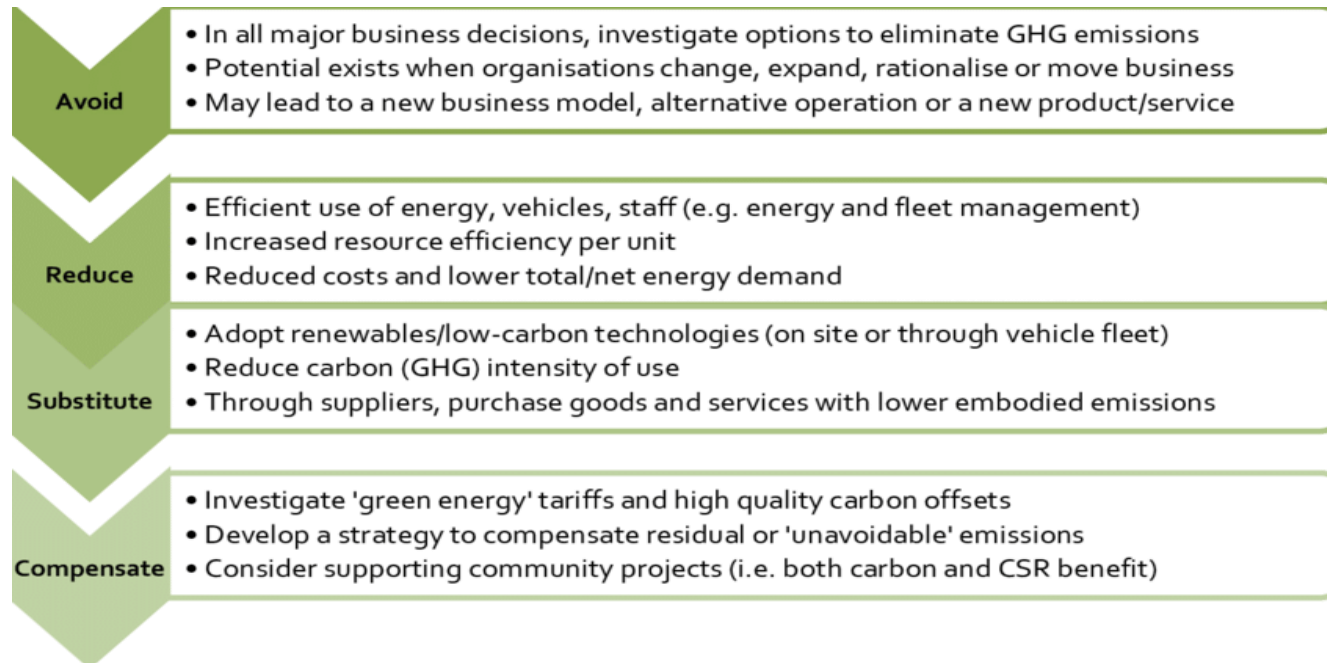 Avoid
• In all major business decisions, investigate options to eliminate GHG emissions
• Potential exists when organisations change, expand, rationalise or move business
• May lead to a new business model, alternative operation or a new product/service
Reduce
• Efficient use of energy, vehicles, staff (e.g. energy and fleet management)
• Increased resource efficiency per unit
• Reduced costs and lower total/net energy demand
Substitute
• Adopt renewables/low-carbon technologies (on site or through vehicle fleet)
• Reduce carbon (GHG) intensity of use
• Through suppliers, purchase goods and services with lower embodied emissions
Compensate
• Investigate 'green energy' tariffs and high quality carbon offsets
• Develop a strategy to compensate residual or 'unavoidable' emissions
• Consider supporting community projects (i.e. both carbon and CSR benefit)